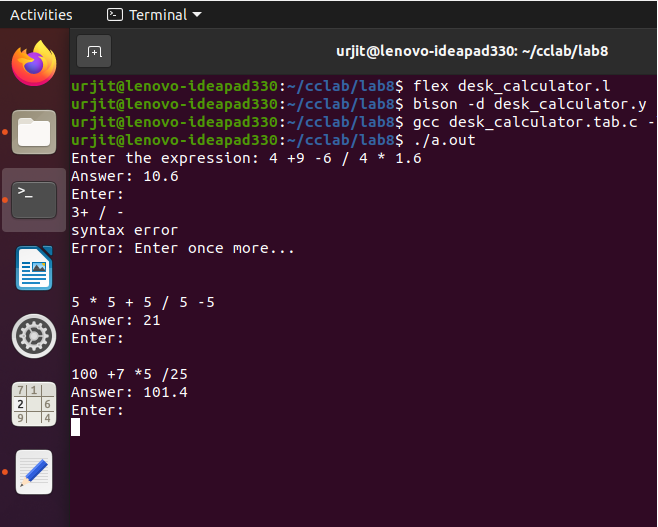 Activities
Terminal
urjit@lenovo-ideapad330: ~/cclab/lab8
urjit@lenovo-ideapad330:~/cclab/lab8$ flex desk_calculator.l
urjit@lenovo-ideapad330:~/cclab/lab8$ bison -d desk_calculator.y
urjit@lenovo-ideapad330:~/cclab/lab8$ gcc desk_calculator.tab.c -
urjit@lenovo-ideapad330:~/cclab/lab8$ ./a.out
Enter the expression: 4 +9 -6 / 4 * 1.6
Answer: 10.6
Enter:
3+ / -
syntax error
Error: Enter once more...
5 * 5 + 5 / 5 -5
Answer: 21
Enter:
100 +7 *5 /25
Answer: 101.4
Enter:
7 1
2 6
9 4